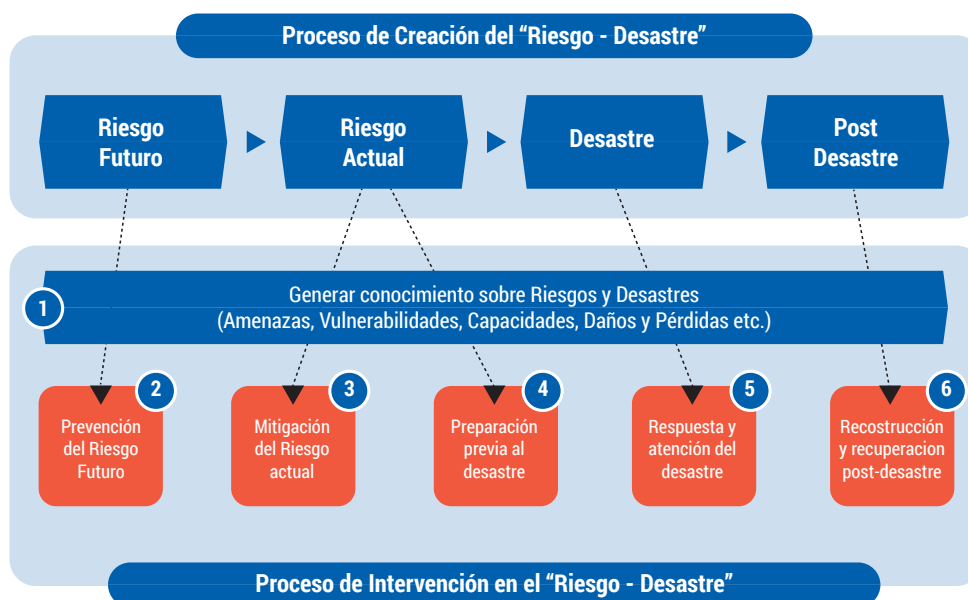 Proceso de Creación del “Riesgo - Desastre”
Riesgo
Futuro
Riesgo
Actual
Desastre
Post
Desastre
1
Generar conocimiento sobre Riesgos y Desastres
(Amenazas, Vulnerabilidades, Capacidades, Daños y Pérdidas etc.)
2
Prevención
del Riesgo
Futuro
3
Mitigación
del Riesgo
actual
4
Preparación
previa al
desastre
5
Respuesta y
atención del
desastre
6
Recostrucción
y recuperacion
post-desastre
Proceso de Intervención en el “Riesgo - Desastre”